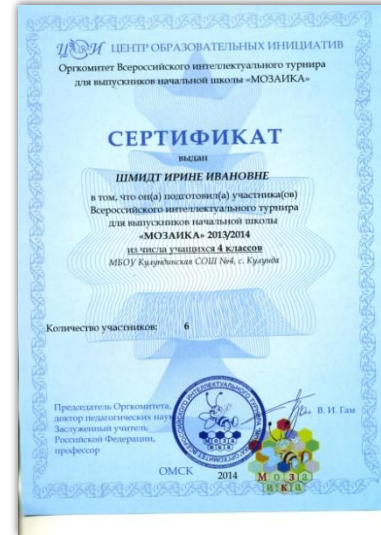 ЦОИ ЦЕНТР ОБРАЗОВАТЕЛЬНЫХ ИНИЦИАТИВ
Оргкомитет Всероссийского интеллектуального турнира
для выпускников начальной школы «МОЗАИКА»
СЕРТИФИКАТ
выдан
ШМИДТ ИРИНЕ ИВАНОВНЕ
в том, что он(а) подготовил(а) участника(ов)
Всероссийского интеллектуального турнира
для выпускников начальной школы
«МОЗАИКА» 2013/2014
из числа учащихся 4 классов
МБОУ Кулундинская СОШ №4, с. Кулунда
Количество участников: 6
Председатель Оргкомитета,
доктор педагогических наук
Заслуженный учитель
Российской Федерации,
профессор
В. И. Гам
ОМСК 2014
Мозаика